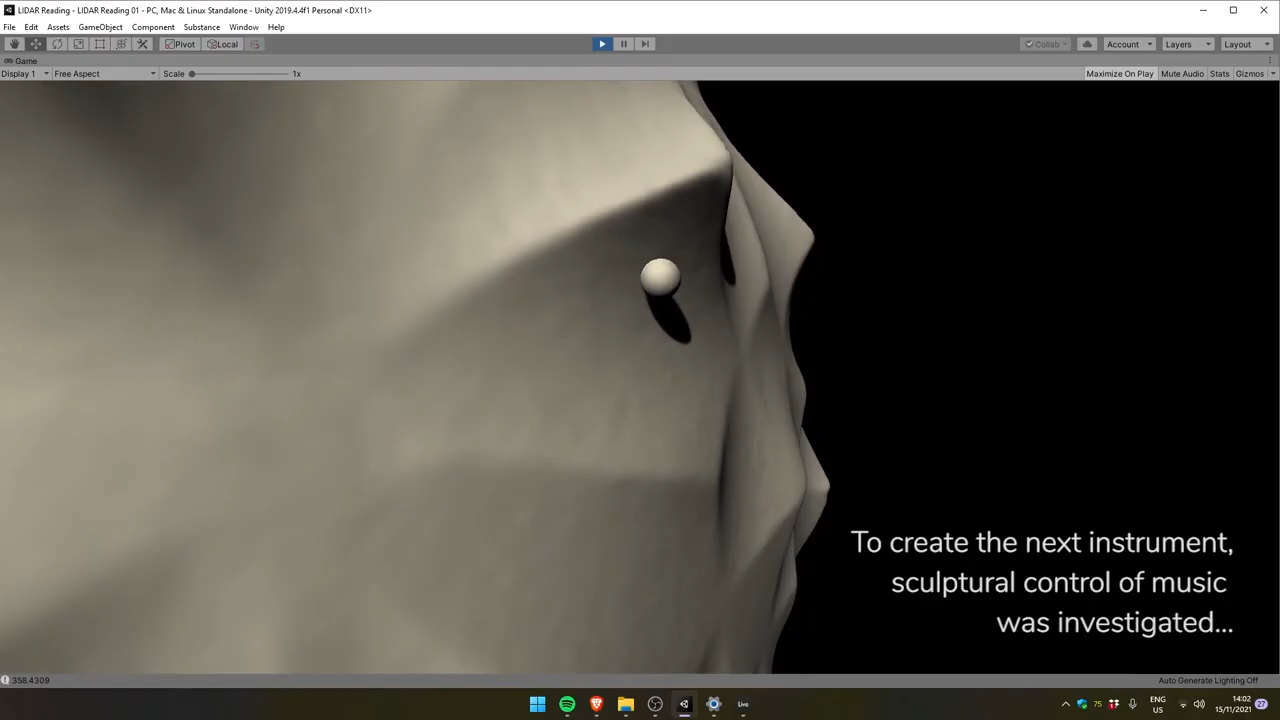 LIDAR Reading - LIDAR Reading 01 - PC, Mac & Linux Standalone - Unity 2019.4.4f1 Personal <DX11>
File Edit Assets GameObject Component Substance Window Help
Pivot Local Collab Account Layers Layout
Game
Display 1 Free Aspect Scale 1x Maximize On Play Mute Audio Stats Gizmos
To create the next instrument,
sculptural control of music
was investigated...
358.4309 Auto Generate Lighting Off
Live 75 ENG US 14:02 15/11/2021 27